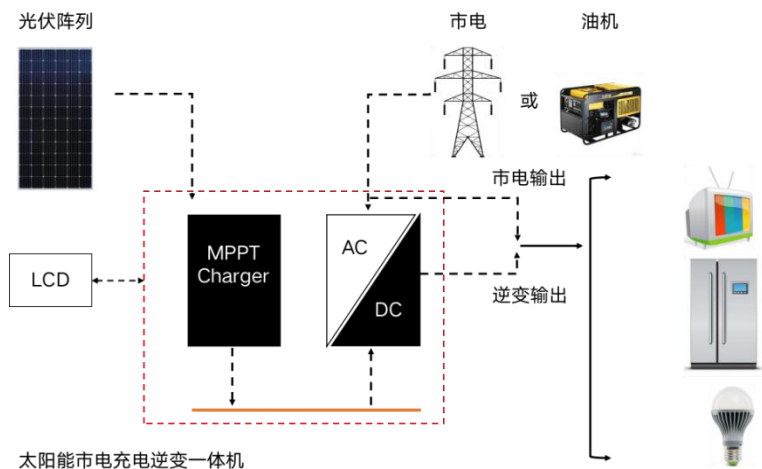 光伏阵列
市电
油机
或
市电输出
MPPT
Charger
AC
LCD
DC
逆变输出
太阳能市电充电逆变一体机